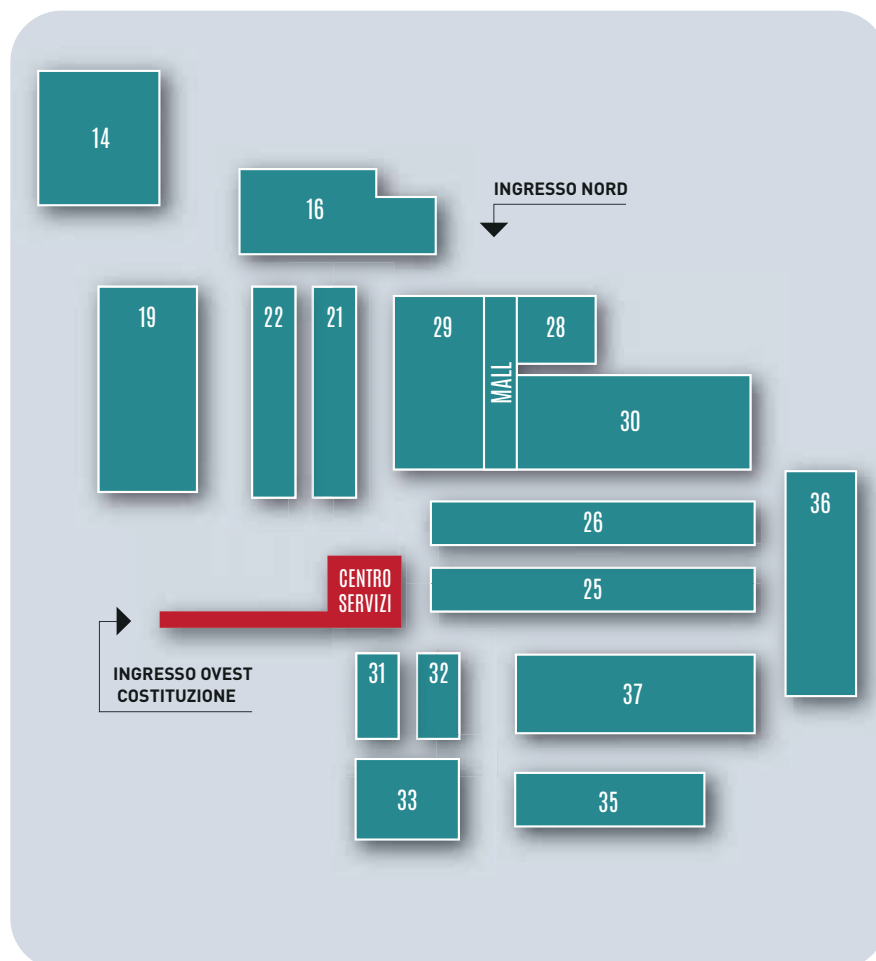 14
16
INGRESSO NORD
19
22
21
29
MALL
28
30
36
26
CENTRO
SERVIZI
25
INGRESSO OVEST
COSTITUZIONE
31
32
37
33
35